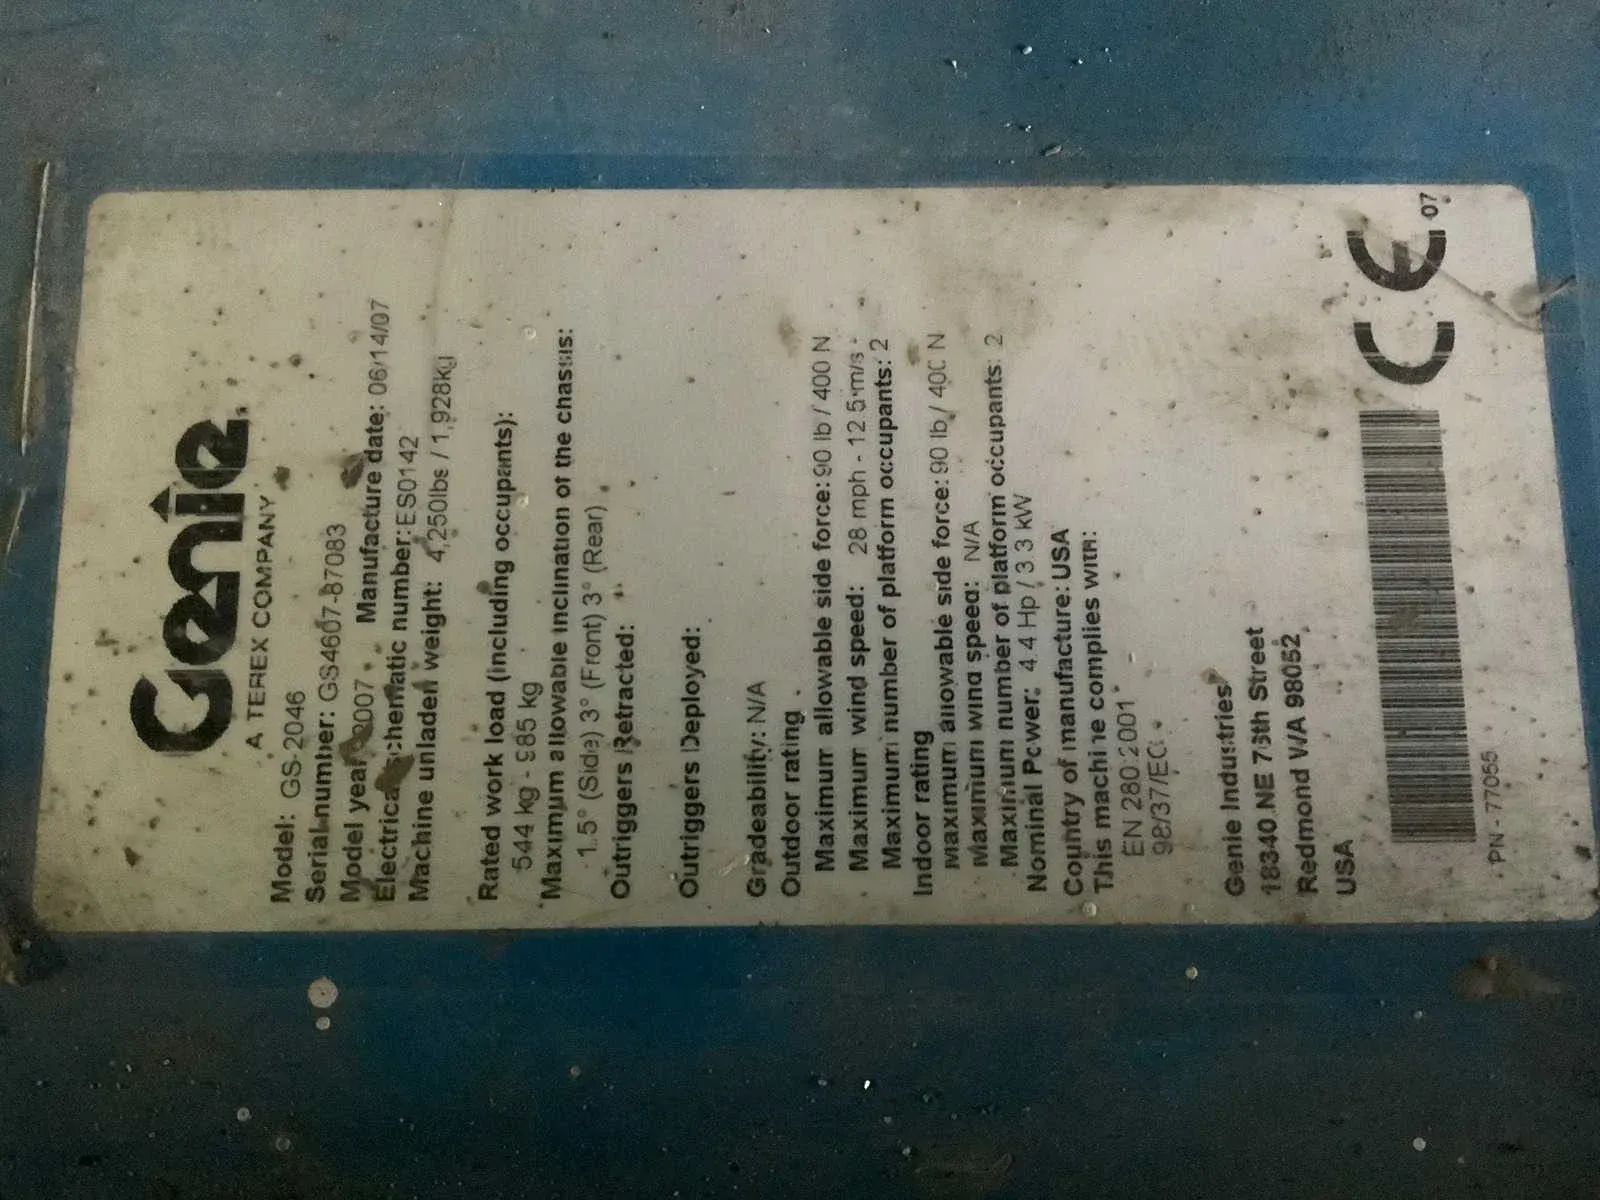 Genie
A TEREX COMPANY
Model: GS-2046
Serial number: GS4607-87083
Model year: 2007 Manufacture date: 06/14/07
Electrical schematic number: ES0142
Machine unladen weight: 4,250lbs / 1,928Kg
Rated work load (including occupants):
544 kg - 985 kg
Maximum allowable inclination of the chassis:
1.5° (Side) 3° (Front) 3° (Rear)
Outriggers Retracted:
Outriggers Deployed:
Gradeability: N/A
Outdoor rating
Maximum allowable side force: 90 lb / 400 N
Maximum wind speed: 28 mph - 12.5 m/s
Maximum number of platform occupants: 2
Indoor rating
Maximum allowable side force: 90 lb / 400 N
Maximum wind speed: N/A
Maximum number of platform occupants: 2
Nominal Power: 4.4 Hp / 3.3 kW
Country of manufacture: USA
This machine complies with:
EN 280:2001
98/37/EC
Genie Industries
18340 NE 76th Street
Redmond WA 98052
USA
CE 07
PN - 77055